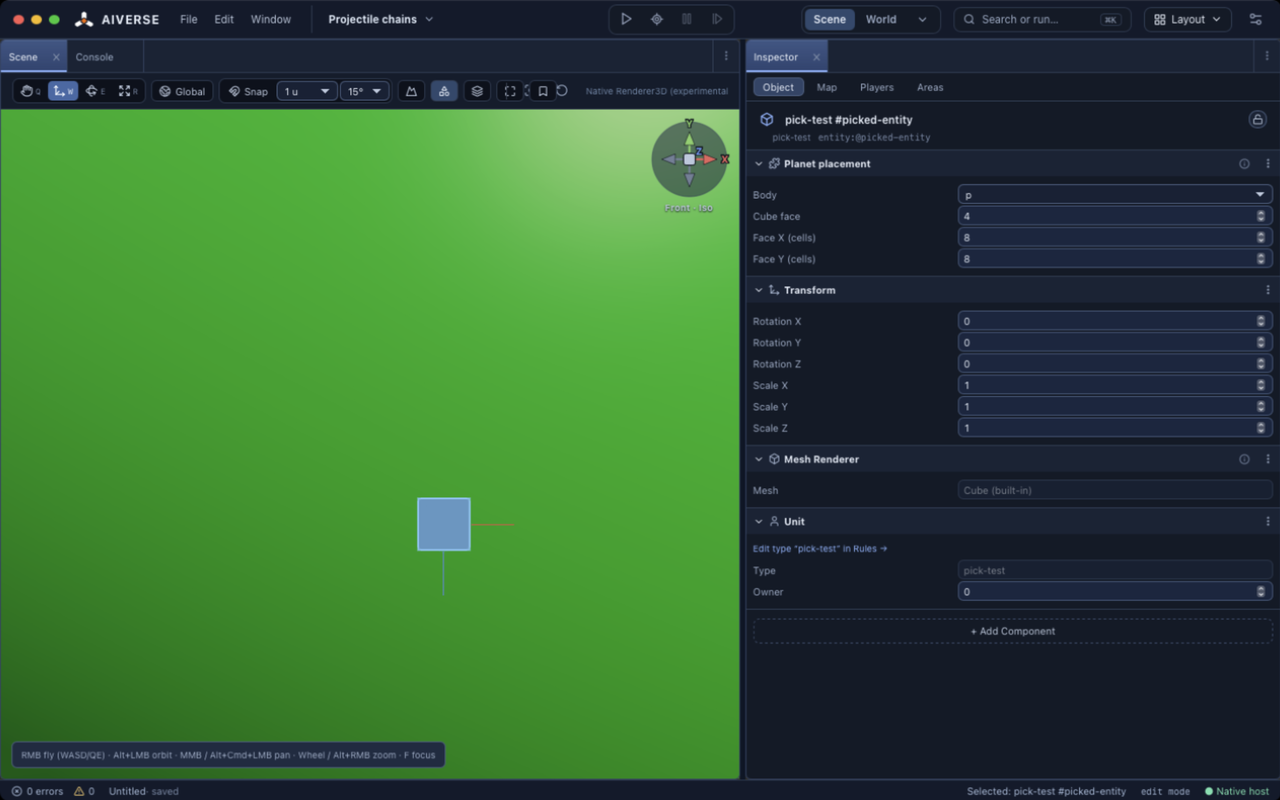 AIVERSE File Edit Window Projectile chains Scene World Search or run... ⌘K Layout
Scene Console Inspector
Q W E R Global Snap 1 u 15° Native Renderer3D (experimental
Object Map Players Areas
pick-test #picked-entity
pick-test entity:@picked-entity
Y
Z
X
Front · Iso
Planet placement
Body p
Cube face 4
Face X (cells) 8
Face Y (cells) 8
Transform
Rotation X 0
Rotation Y 0
Rotation Z 0
Scale X 1
Scale Y 1
Scale Z 1
Mesh Renderer
Mesh Cube (built-in)
Unit
Edit type "pick-test" in Rules →
Type pick-test
Owner 0
+ Add Component
RMB fly (WASD/QE) · Alt+LMB orbit · MMB / Alt+Cmd+LMB pan · Wheel / Alt+RMB zoom · F focus
0 errors 0 Untitled · saved Selected: pick-test #picked-entity edit mode Native host